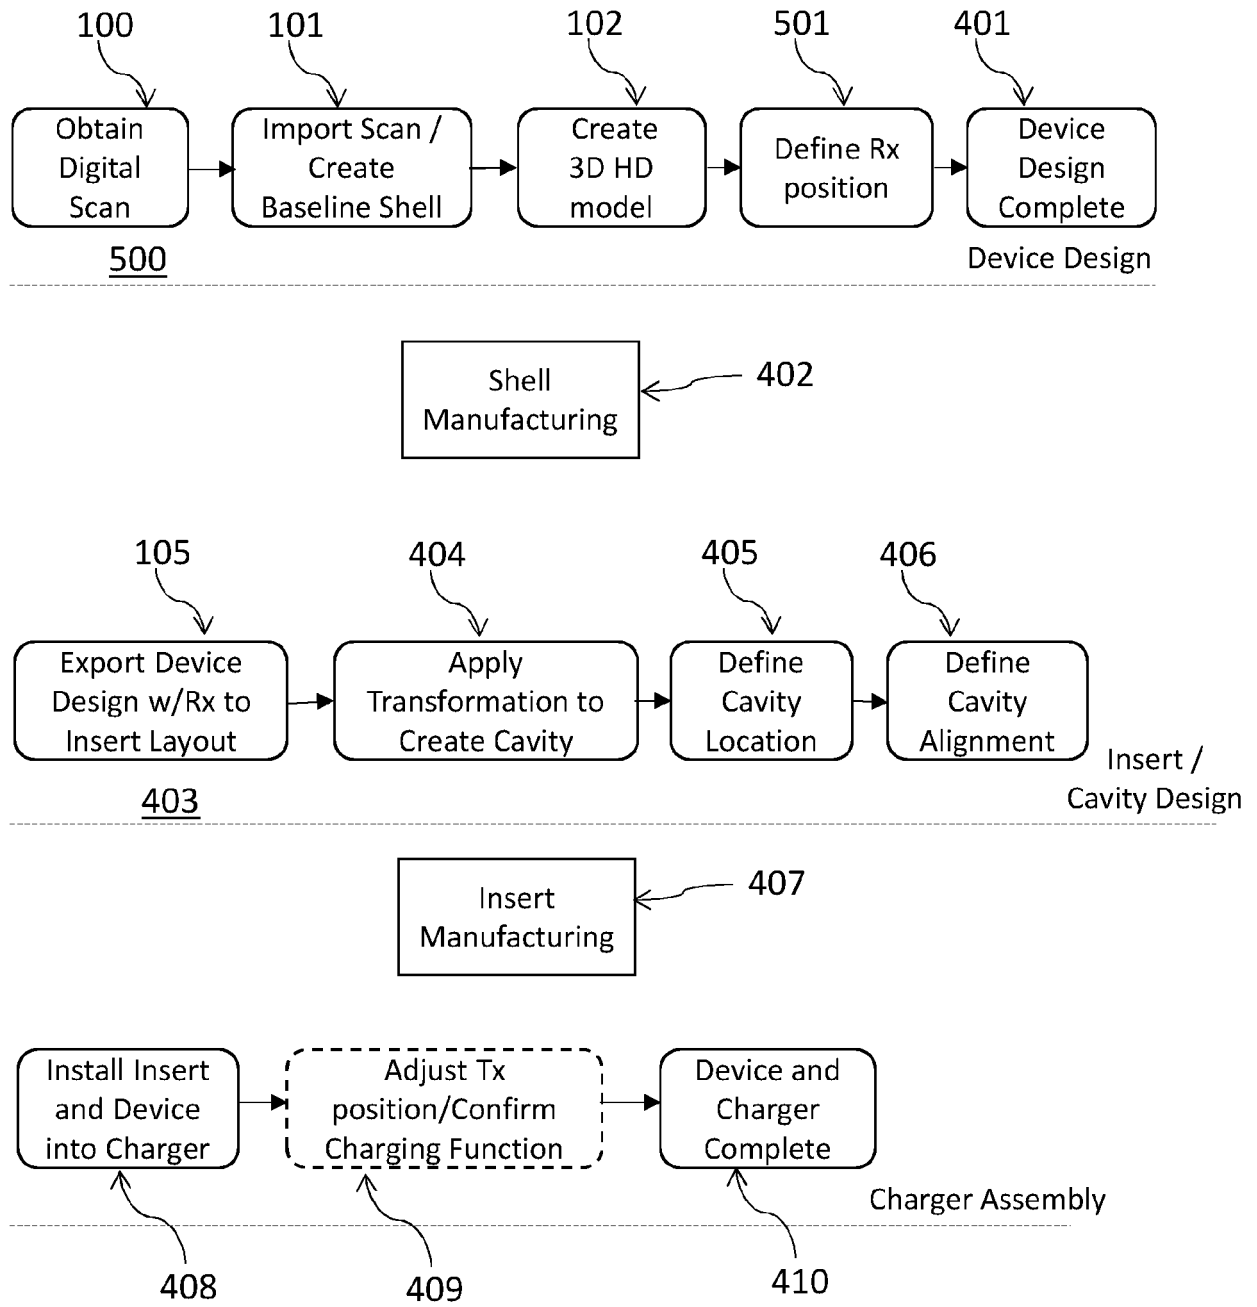 100
101
102
501
401
Obtain
Digital
Scan
Import Scan /
Create
Baseline Shell
Create
3D HD
model
Define Rx
position
Device
Design
Complete
500
Device Design
Shell
Manufacturing
402
105
404
405
406
Export Device
Design w/Rx to
Insert Layout
Apply
Transformation to
Create Cavity
Define
Cavity
Location
Define
Cavity
Alignment
Insert /
Cavity Design
403
Insert
Manufacturing
407
Install Insert
and Device
into Charger
Adjust Tx
position/Confirm
Charging Function
Device and
Charger
Complete
Charger Assembly
408
409
410